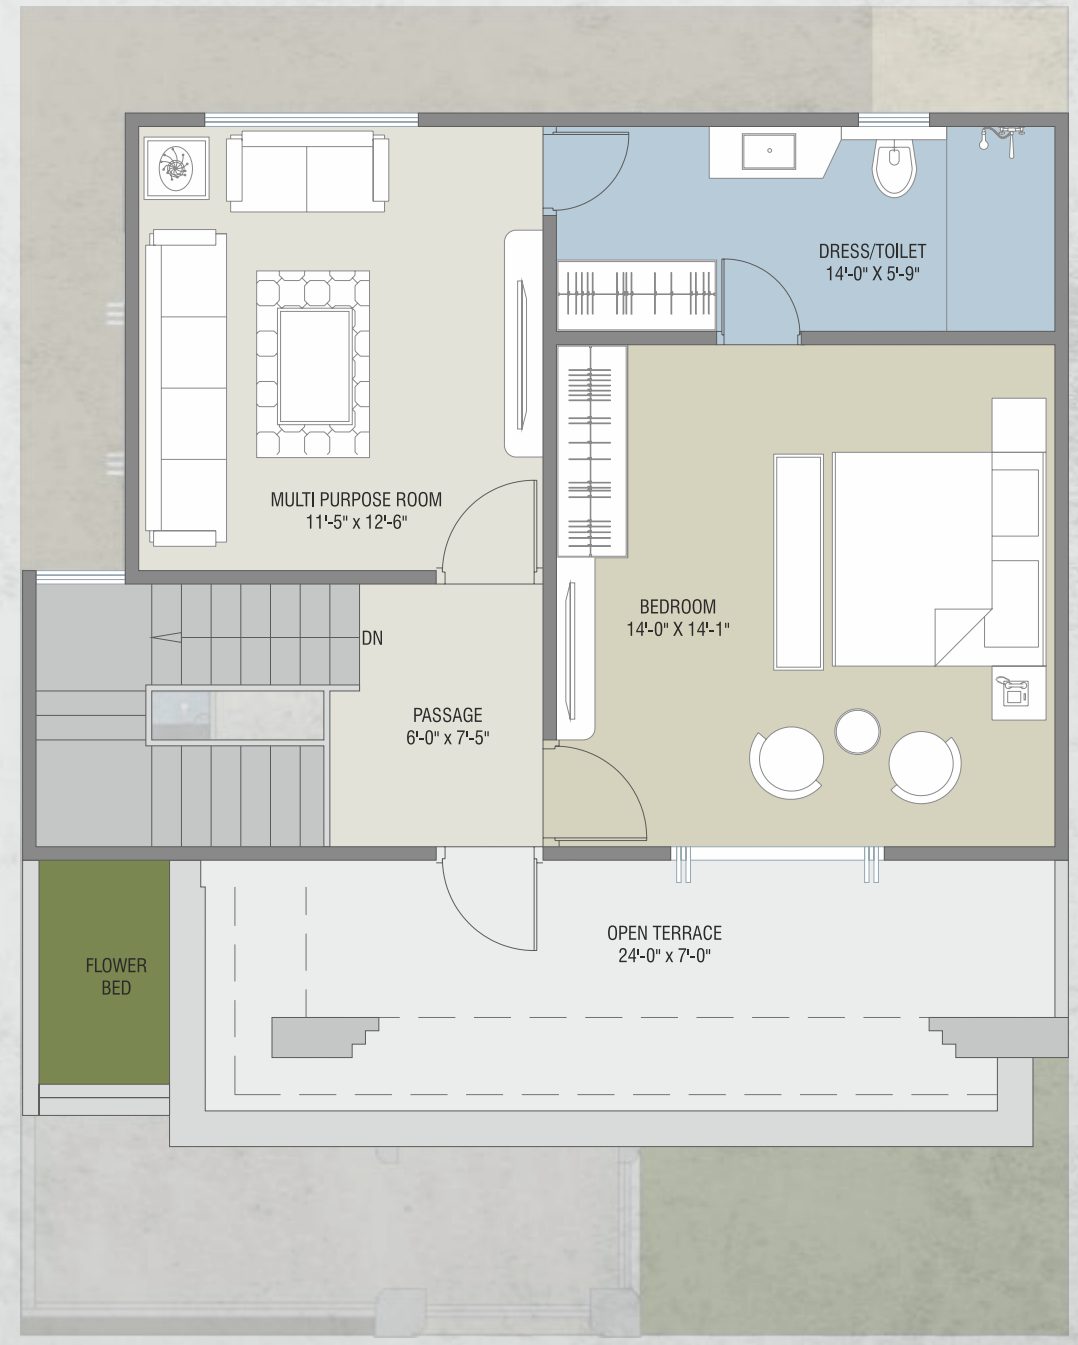 DRESS/TOILET
14'-0" X 5'-9"
MULTI PURPOSE ROOM
11'-5" x 12'-6"
BEDROOM
14'-0" X 14'-1"
DN
PASSAGE
6'-0" x 7'-5"
OPEN TERRACE
24'-0" x 7'-0"
FLOWER
BED